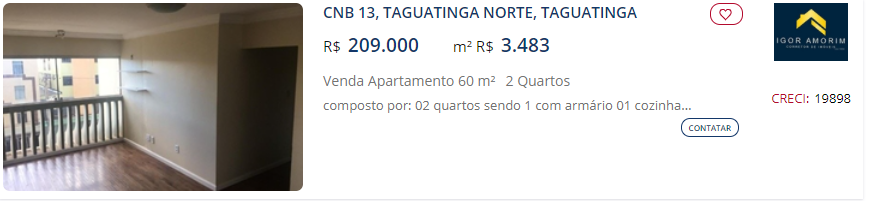 CNB 13, TAGUATINGA NORTE, TAGUATINGA
R$ 209.000 m² R$ 3.483
Venda Apartamento 60 m² 2 Quartos
composto por: 02 quartos sendo 1 com armário 01 cozinha...
CONTATAR
IGOR AMORIM
CRECI: 19898